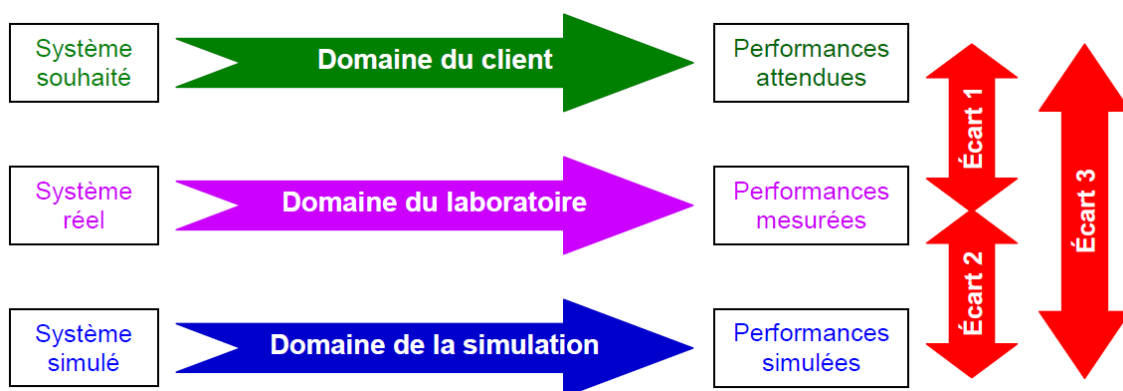 Système
souhaité
Domaine du client
Performances
attendues
Écart 1
Système
réel
Domaine du laboratoire
Performances
mesurées
Écart 2
Écart 3
Système
simulé
Domaine de la simulation
Performances
simulées